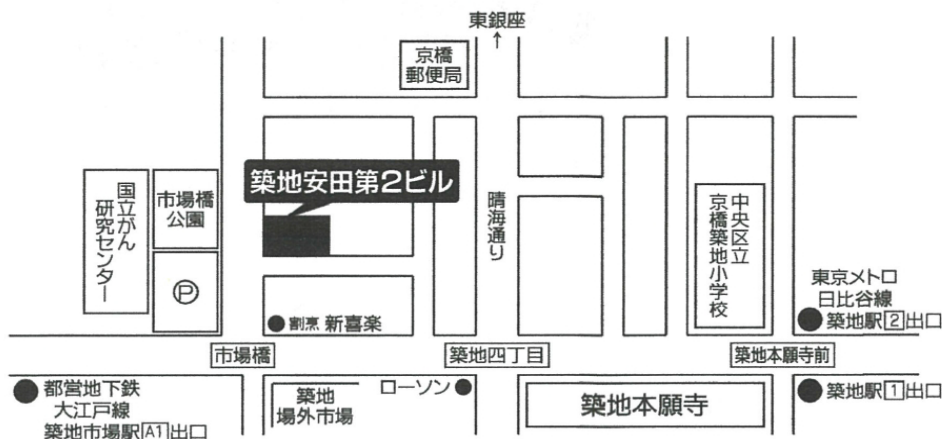 東銀座
↑
京橋
郵便局
築地安田第2ビル
国立がん
研究センター
市場橋
公園
Ⓟ
晴海通り
中央区立
京橋築地小学校
東京メトロ
日比谷線
築地駅2出口
割烹 新喜楽
市場橋
築地四丁目
築地本願寺前
都営地下鉄
大江戸線
築地市場駅A1出口
築地
場外市場
ローソン
築地本願寺
築地駅1出口